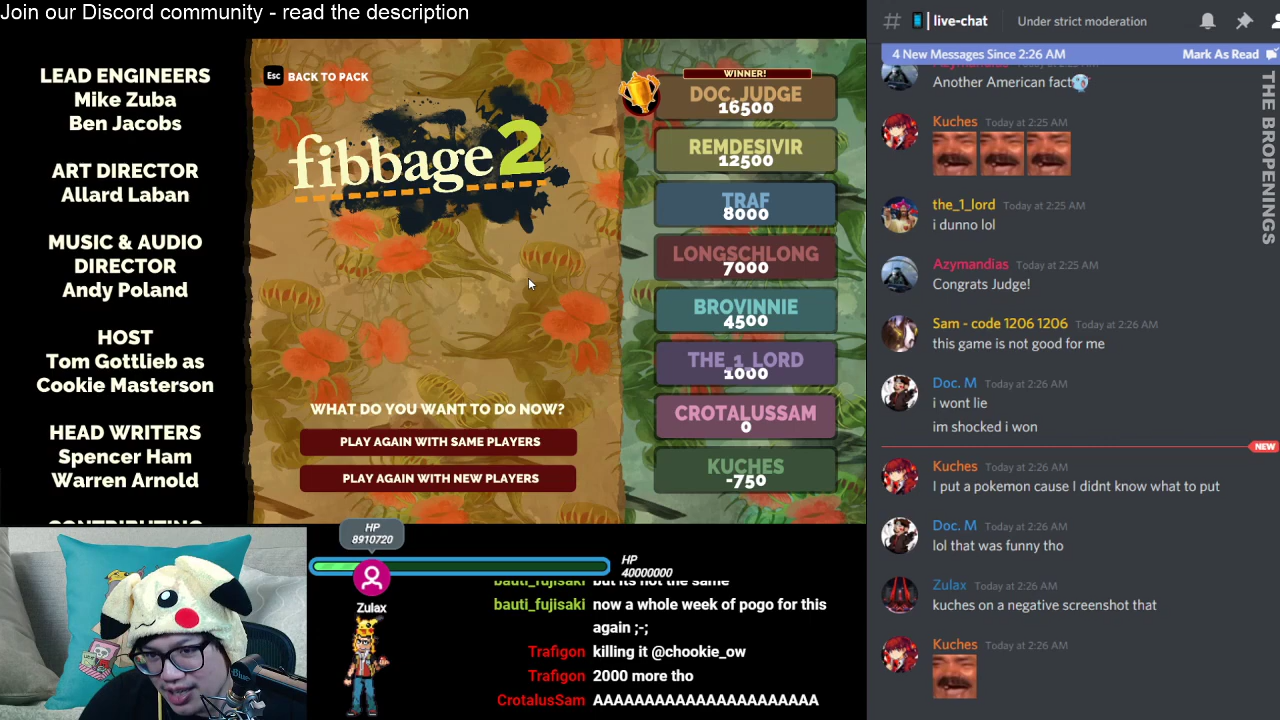 Join our Discord community - read the description
LEAD ENGINEERS
Mike Zuba
Ben Jacobs
ART DIRECTOR
Allard Laban
MUSIC & AUDIO
DIRECTOR
Andy Poland
HOST
Tom Gottlieb as
Cookie Masterson
HEAD WRITERS
Spencer Ham
Warren Arnold
Esc BACK TO PACK
fibbage 2
WHAT DO YOU WANT TO DO NOW?
PLAY AGAIN WITH SAME PLAYERS
PLAY AGAIN WITH NEW PLAYERS
WINNER!
DOC. JUDGE
16500
REMDESIVIR
12500
TRAF
8000
LONGSCHLONG
7000
BROVINNIE
4500
THE_1_LORD
1000
CROTALUSSAM
0
KUCHES
-750
HP
8910720
HP
40000000
Zulax
bauti_fujisaki but its not the same
bauti_fujisaki now a whole week of pogo for this
again ;-;
Trafigon killing it @chookie_ow
Trafigon 2000 more tho
CrotalusSam AAAAAAAAAAAAAAAAAAAAAA
# live-chat Under strict moderation
4 New Messages Since 2:26 AM Mark As Read
Azymandias
Another American fact
Kuches Today at 2:25 AM
the_1_lord Today at 2:25 AM
i dunno lol
Azymandias Today at 2:25 AM
Congrats Judge!
Sam - code 1206 1206 Today at 2:26 AM
this game is not good for me
Doc. M Today at 2:26 AM
i wont lie
im shocked i won
NEW
Kuches Today at 2:26 AM
I put a pokemon cause I didnt know what to put
Doc. M Today at 2:26 AM
lol that was funny tho
Zulax Today at 2:26 AM
kuches on a negative screenshot that
Kuches Today at 2:26 AM
THE BROPENINGS